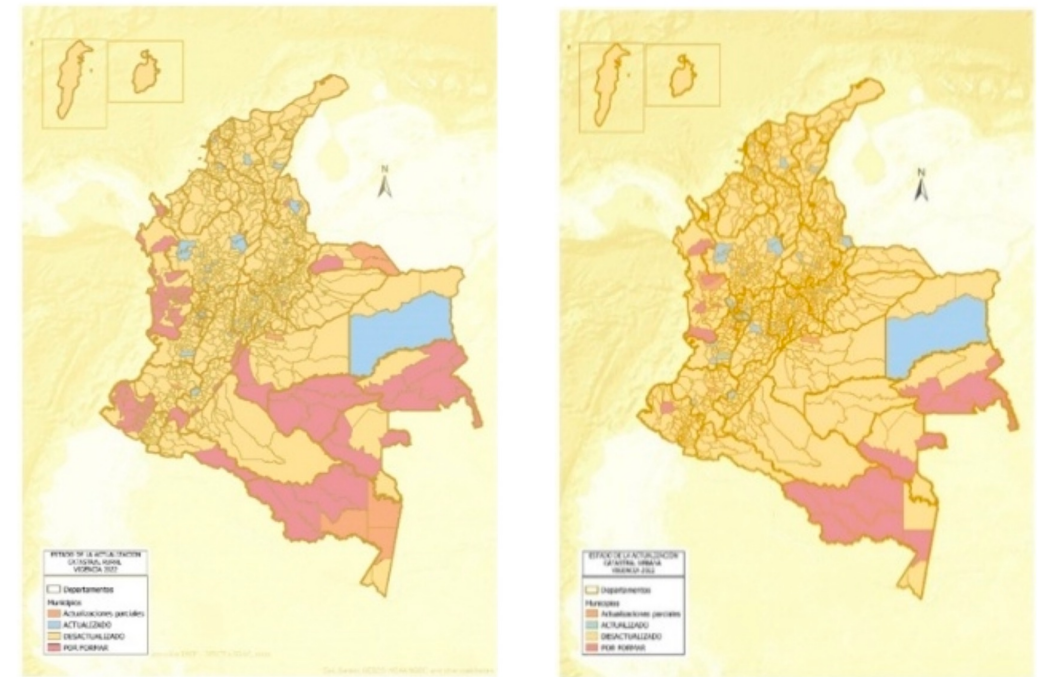 N
ESTADO DE LA ACTUALIZACIÓN
CATASTRAL RURAL
VIGENCIA 2022
Departamentos
Municipios
Actualizaciones parciales
ACTUALIZADO
DESACTUALIZADO
POR FORMAR
N
ESTADO DE LA ACTUALIZACIÓN
CATASTRAL URBANA
VIGENCIA 2022
Departamentos
Municipios
Actualizaciones parciales
ACTUALIZADO
DESACTUALIZADO
POR FORMAR